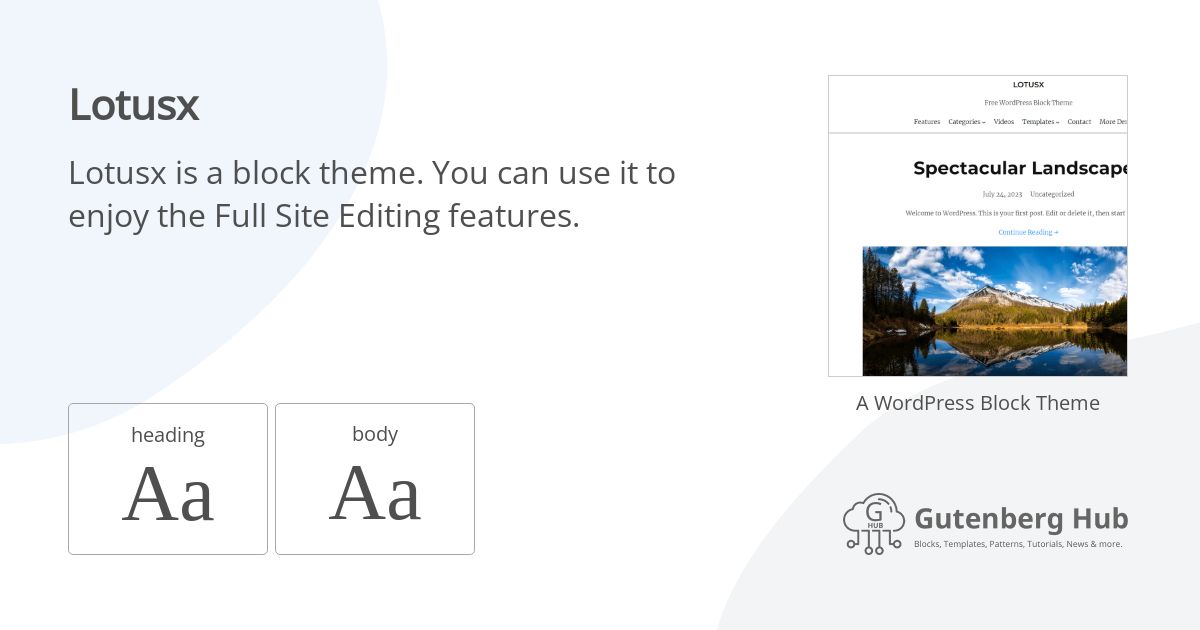 Lotusx
Lotusx is a block theme. You can use it to
enjoy the Full Site Editing features.
heading
Aa
body
Aa
LOTUSX
Free WordPress Block Theme
Features Categories Videos Templates Contact More
Spectacular Landscape
July 24, 2023 Uncategorized
Welcome to WordPress. This is your first post. Edit or delete it, then start
Continue Reading →
A WordPress Block Theme
G
HUB
Gutenberg Hub
Blocks, Templates, Patterns, Tutorials, News & more.